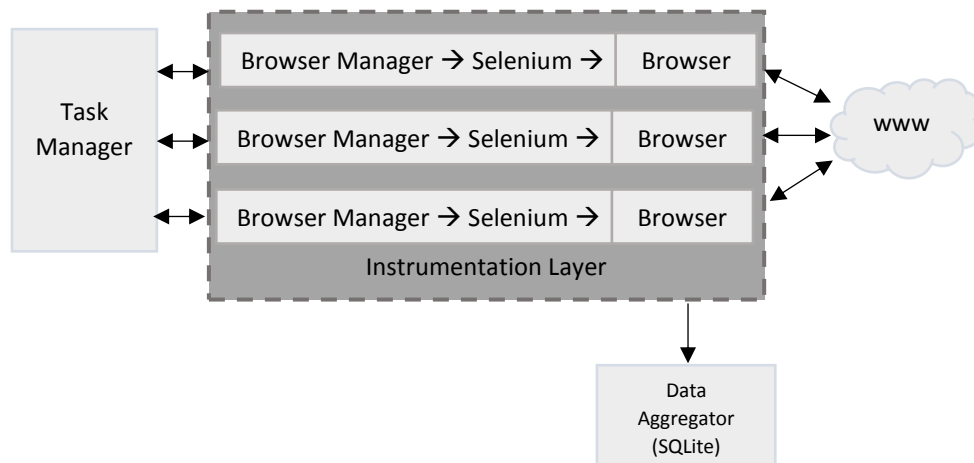 Task
Manager
Browser Manager → Selenium → Browser
Browser Manager → Selenium → Browser
Browser Manager → Selenium → Browser
Instrumentation Layer
www
Data
Aggregator
(SQLite)